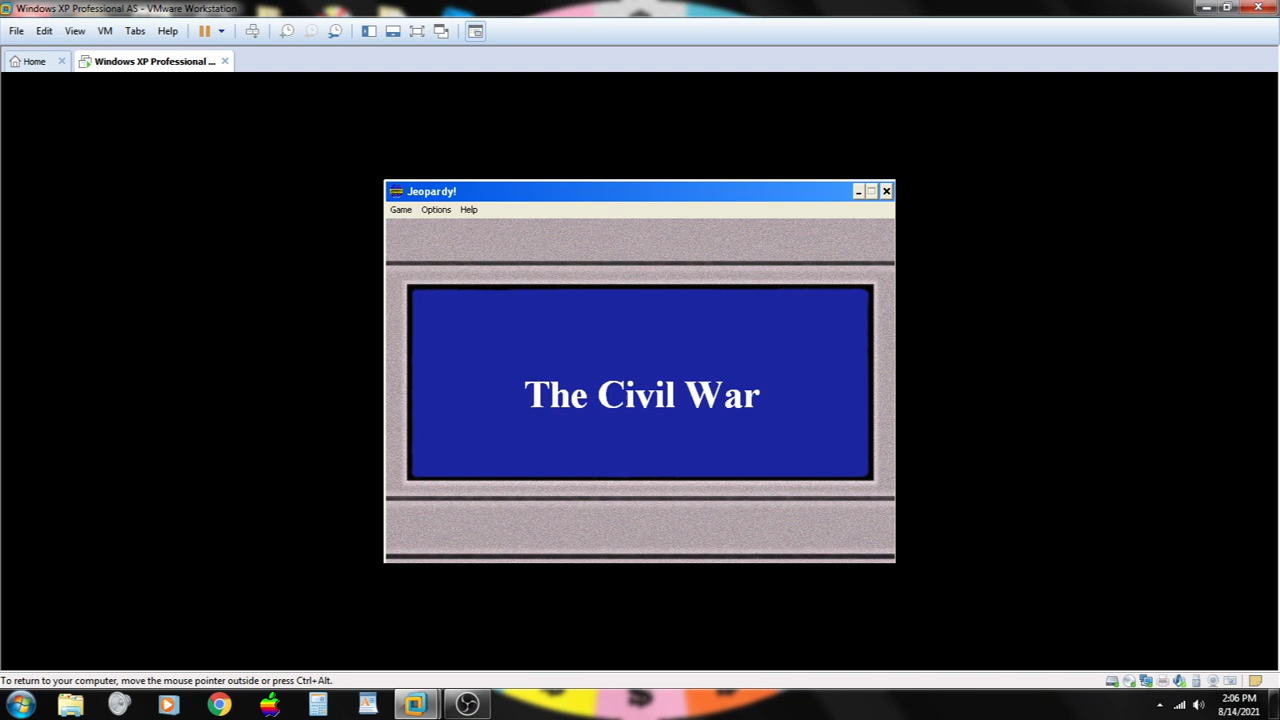 Windows XP Professional AS - VMware Workstation
File Edit View VM Tabs Help
Home Windows XP Professional ...
Jeopardy!
Game Options Help
The Civil War
To return to your computer, move the mouse pointer outside or press Ctrl+Alt.
2:06 PM
8/14/2021